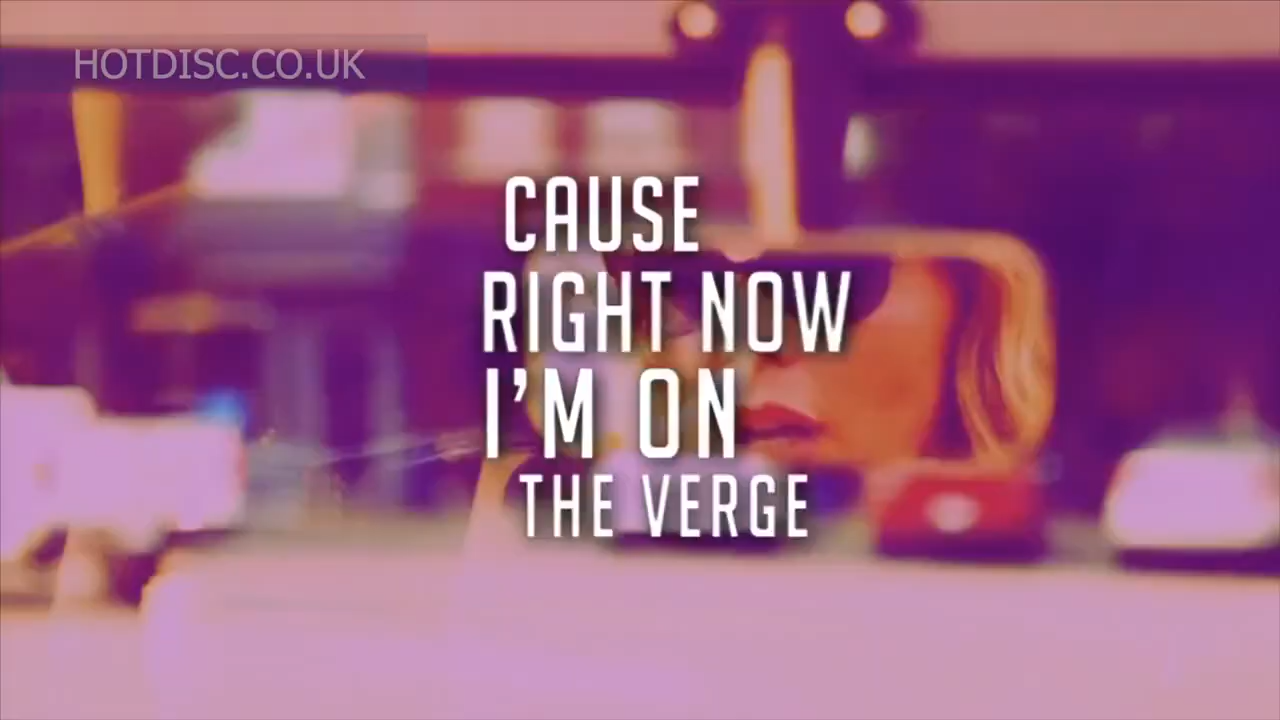 HOTDISC.CO.UK
CAUSE
RIGHT NOW
I'M ON
THE VERGE